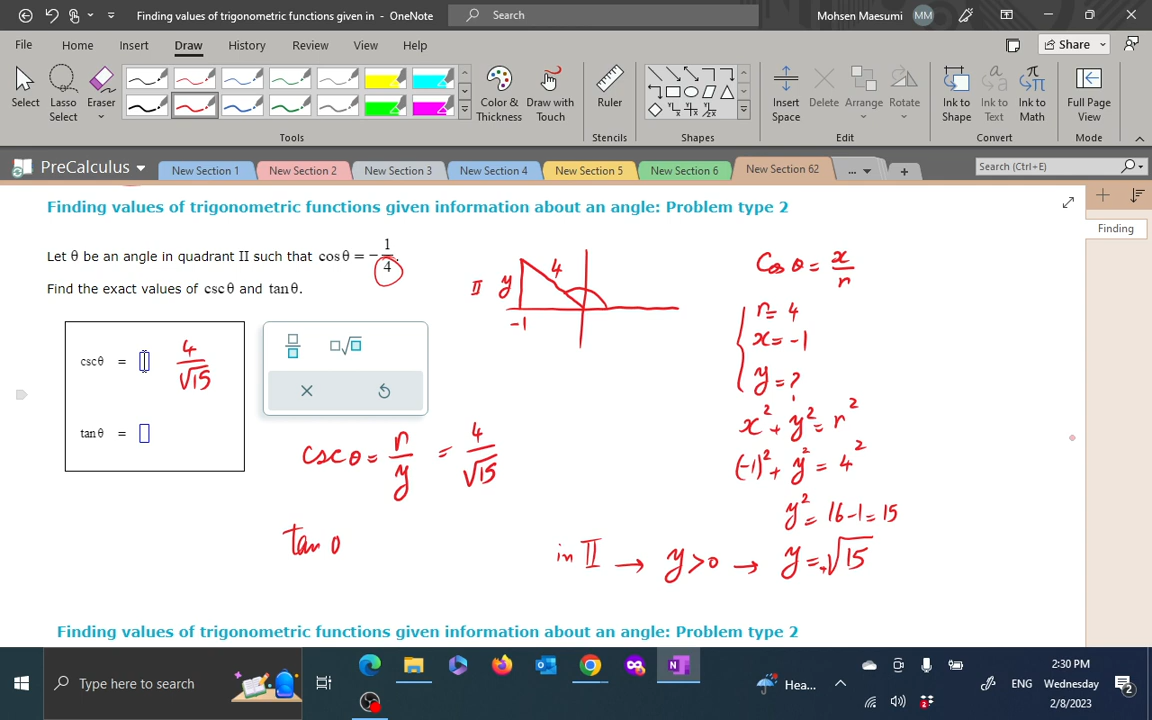 Finding values of trigonometric functions given in - OneNote
Search
Mohsen Maesumi MM
File Home Insert Draw History Review View Help Share
Select Lasso Select Eraser Color & Thickness Draw with Touch Ruler Insert Space Delete Arrange Rotate Ink to Shape Ink to Text Ink to Math Full Page View
Tools Stencils Shapes Edit Convert Mode
PreCalculus New Section 1 New Section 2 New Section 3 New Section 4 New Section 5 New Section 6 New Section 62 ... + Search (Ctrl+E)
Finding values of trigonometric functions given information about an angle: Problem type 2
Finding
Let θ be an angle in quadrant II such that cosθ = −1/4.
Find the exact values of cscθ and tanθ.
II y 4
-1
Cos θ = x/r
r = 4
x = -1
y = ?
x² + y² = r²
(-1)² + y² = 4²
y² = 16-1 = 15
in II → y>0 → y = +√15
cscθ = 4/√15
tanθ =
csc θ = r/y = 4/√15
tan θ
Finding values of trigonometric functions given information about an angle: Problem type 2
Type here to search
Hea...
ENG
2:30 PM
Wednesday
2/8/2023
2